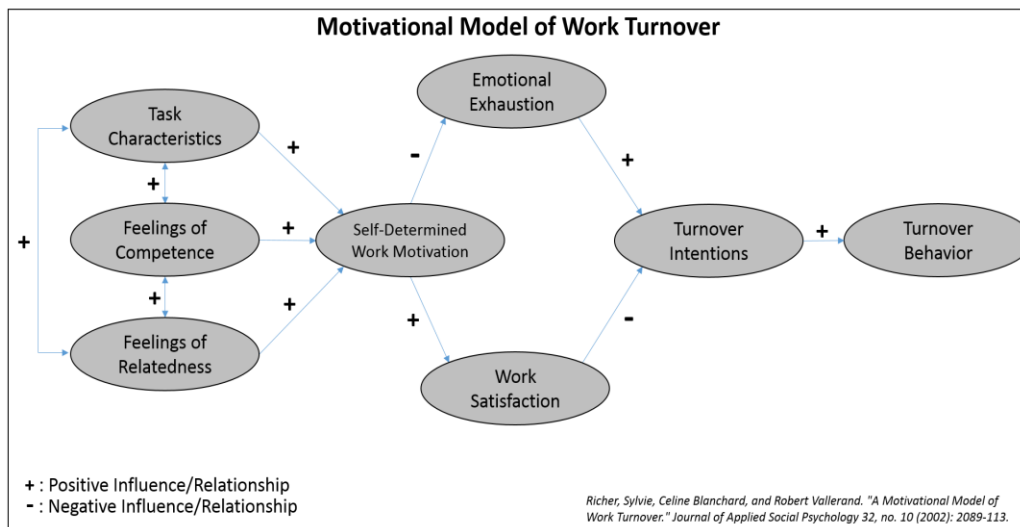 Motivational Model of Work Turnover
Emotional
Exhaustion
Task
Characteristics
+
-
+
+
Feelings of
Competence
+
+
Self-Determined
Work Motivation
Turnover
Intentions
+
Turnover
Behavior
+
+
+
-
Feelings of
Relatedness
Work
Satisfaction
+ : Positive Influence/Relationship
- : Negative Influence/Relationship
Richer, Sylvie, Celine Blanchard, and Robert Vallerand. "A Motivational Model of
Work Turnover." Journal of Applied Social Psychology 32, no. 10 (2002): 2089-113.